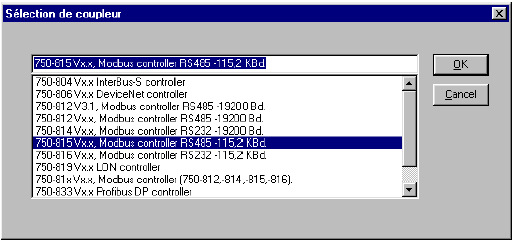 Sélection de coupleur
750-815 Vx.x, Modbus controller RS485 -115,2 KBd.
OK
Cancel
750-804 Vx.x InterBus-S controller
750-806 Vx.x DeviceNet controller
750-812 V3.1, Modbus controller RS485 -19200 Bd.
750-812 Vx.x, Modbus controller RS485 -19200 Bd.
750-814 Vx.x, Modbus controller RS232 -19200 Bd.
750-815 Vx.x, Modbus controller RS485 -115,2 KBd.
750-816 Vx.x, Modbus controller RS232 -115,2 KBd.
750-819 Vx.x LON controller
750-81x Vx.x, Modbus controller (750-812,-814,-815,-816).
750-833 Vx.x Profibus DP controller